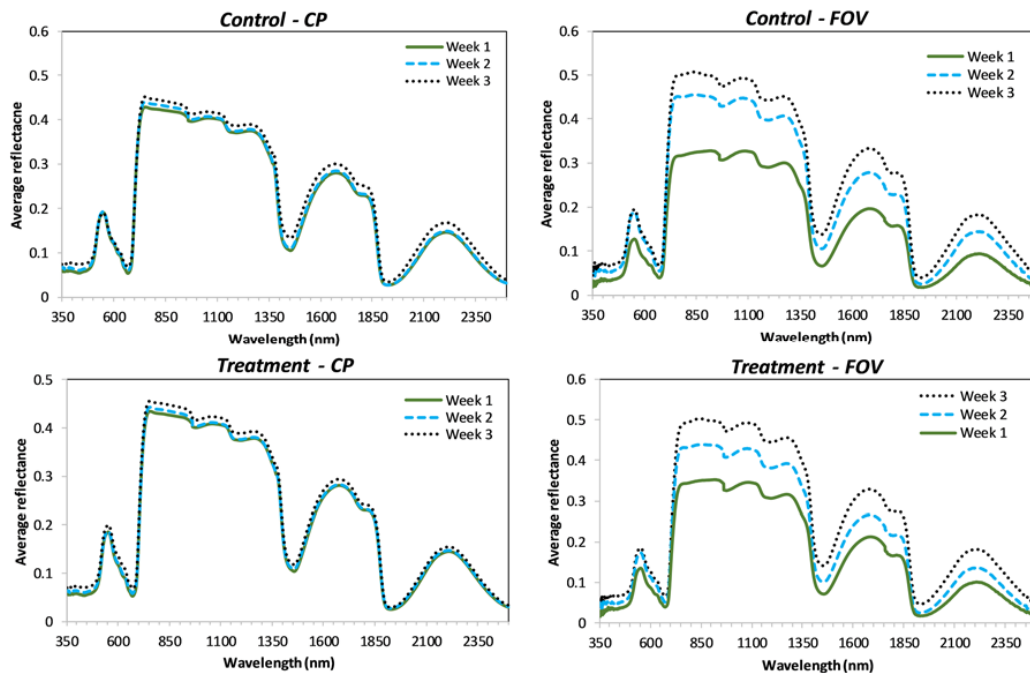 Control - CP
0.6
0.5
0.4
0.3
0.2
0.1
0
Average reflectacne
Week 1
Week 2
Week 3
350 600 850 1100 1350 1600 1850 2100 2350
Wavelength (nm)
Control - FOV
0.6
0.5
0.4
0.3
0.2
0.1
0
Average reflectance
Week 1
Week 2
Week 3
350 600 850 1100 1350 1600 1850 2100 2350
Wavelength (nm)
Treatment - CP
0.5
0.4
0.3
0.2
0.1
0
Average reflectance
Week 1
Week 2
Week 3
350 600 850 1100 1350 1600 1850 2100 2350
Wavelength (nm)
Treatment - FOV
0.6
0.5
0.4
0.3
0.2
0.1
0
Average reflectance
Week 3
Week 2
Week 1
350 600 850 1100 1350 1600 1850 2100 2350
Wavelength (nm)